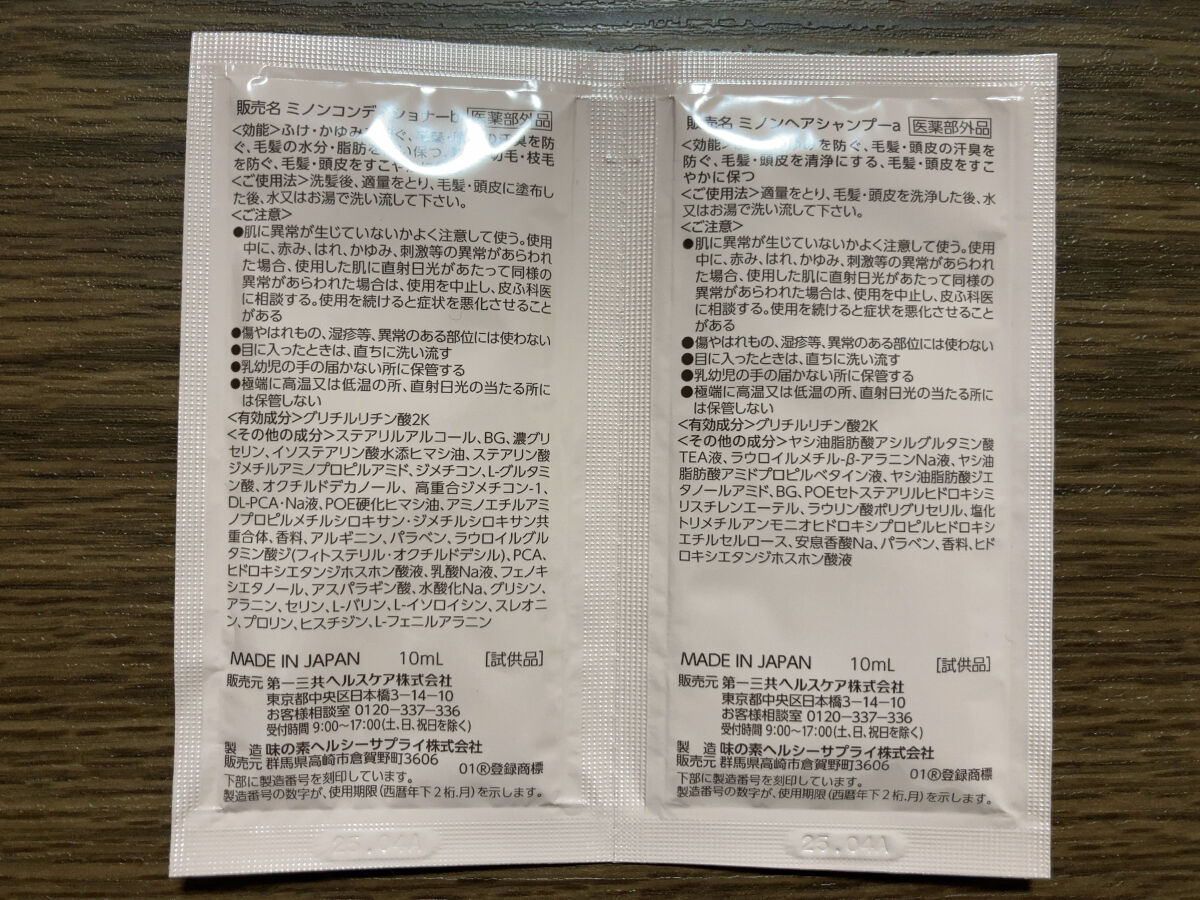 販売名 ミノンコンディショナーb 医薬部外品
<効能>ふけ・かゆみ ぐ、 の汗臭を防
ぐ、毛髪の水分・脂肪を 保つ、 切毛・枝毛
を防ぐ、毛髪・頭皮をすこやか
<ご使用法>洗髪後、適量をとり、毛髪・頭皮に塗布し
た後、水又はお湯で洗い流して下さい。
<ご注意>
●肌に異常が生じていないかよく注意して使う。使用
中に、赤み、はれ、かゆみ、刺激等の異常があらわれ
た場合、使用した肌に直射日光があたって同様の
異常があらわれた場合は、使用を中止し、皮ふ科医
に相談する。使用を続けると症状を悪化させること
がある
●傷やはれもの、湿疹等、異常のある部位には使わない
●目に入ったときは、直ちに洗い流す
●乳幼児の手の届かない所に保管する
●極端に高温又は低温の所、直射日光の当たる所に
は保管しない
<有効成分>グリチルリチン酸2K
<その他の成分>ステアリルアルコール、BG、濃グリ
セリン、イソステアリン酸水添ヒマシ油、ステアリン酸
ジメチルアミノプロピルアミド、ジメチコン、L-グルタミ
ン酸、オクチルドデカノール、高重合ジメチコン-1、
DL-PCA・Na液、POE硬化ヒマシ油、アミノエチルアミ
ノプロピルメチルシロキサン・ジメチルシロキサン共
重合体、香料、アルギニン、パラベン、ラウロイルグル
タミン酸ジ(フィトステリル・オクチルドデシル)、PCA、
ヒドロキシエタンジホスホン酸液、乳酸Na液、フェノキ
シエタノール、アスパラギン酸、水酸化Na、グリシン、
アラニン、セリン、L-バリン、L-イソロイシン、スレオニ
ン、プロリン、ヒスチジン、L-フェニルアラニン
MADE IN JAPAN 10mL [試供品]
販売元 第一三共ヘルスケア株式会社
東京都中央区日本橋3-14-10
お客様相談室 0120-337-336
受付時間 9:00~17:00(土、日、祝日を除く)
製造 味の素ヘルシーサプライ株式会社
販売元 群馬県高崎市倉賀野町3606
01®登録商標
下部に製造番号を刻印しています。
製造番号の数字が、使用期限(西暦年下2桁.月)を示します。
23.04A
販売名 ミノンヘアシャンプーa 医薬部外品
<効能> を防ぐ、毛髪・頭皮の汗臭を
防ぐ、毛髪・頭皮を清浄にする、毛髪・頭皮をすこ
やかに保つ
<ご使用法>適量をとり、毛髪・頭皮を洗浄した後、水
又はお湯で洗い流して下さい。
<ご注意>
●肌に異常が生じていないかよく注意して使う。使用
中に、赤み、はれ、かゆみ、刺激等の異常があらわれ
た場合、使用した肌に直射日光があたって同様の
異常があらわれた場合は、使用を中止し、皮ふ科医
に相談する。使用を続けると症状を悪化させること
がある
●傷やはれもの、湿疹等、異常のある部位には使わない
●目に入ったときは、直ちに洗い流す
●乳幼児の手の届かない所に保管する
●極端に高温又は低温の所、直射日光の当たる所に
は保管しない
<有効成分>グリチルリチン酸2K
<その他の成分>ヤシ油脂肪酸アシルグルタミン酸
TEA液、ラウロイルメチル-β-アラニンNa液、ヤシ油
脂肪酸アミドプロピルベタイン液、ヤシ油脂肪酸ジエ
タノールアミド、BG、POEセトステアリルヒドロキシミ
リスチレンエーテル、ラウリン酸ポリグリセリル、塩化
トリメチルアンモニオヒドロキシプロピルヒドロキシ
エチルセルロース、安息香酸Na、パラベン、香料、ヒド
ロキシエタンジホスホン酸液
MADE IN JAPAN 10mL [試供品]
販売元 第一三共ヘルスケア株式会社
東京都中央区日本橋3-14-10
お客様相談室 0120-337-336
受付時間 9:00~17:00(土、日、祝日を除く)
製造 味の素ヘルシーサプライ株式会社
販売元 群馬県高崎市倉賀野町3606
01®登録商標
下部に製造番号を刻印しています。
製造番号の数字が、使用期限(西暦年下2桁.月)を示します。
23.04A